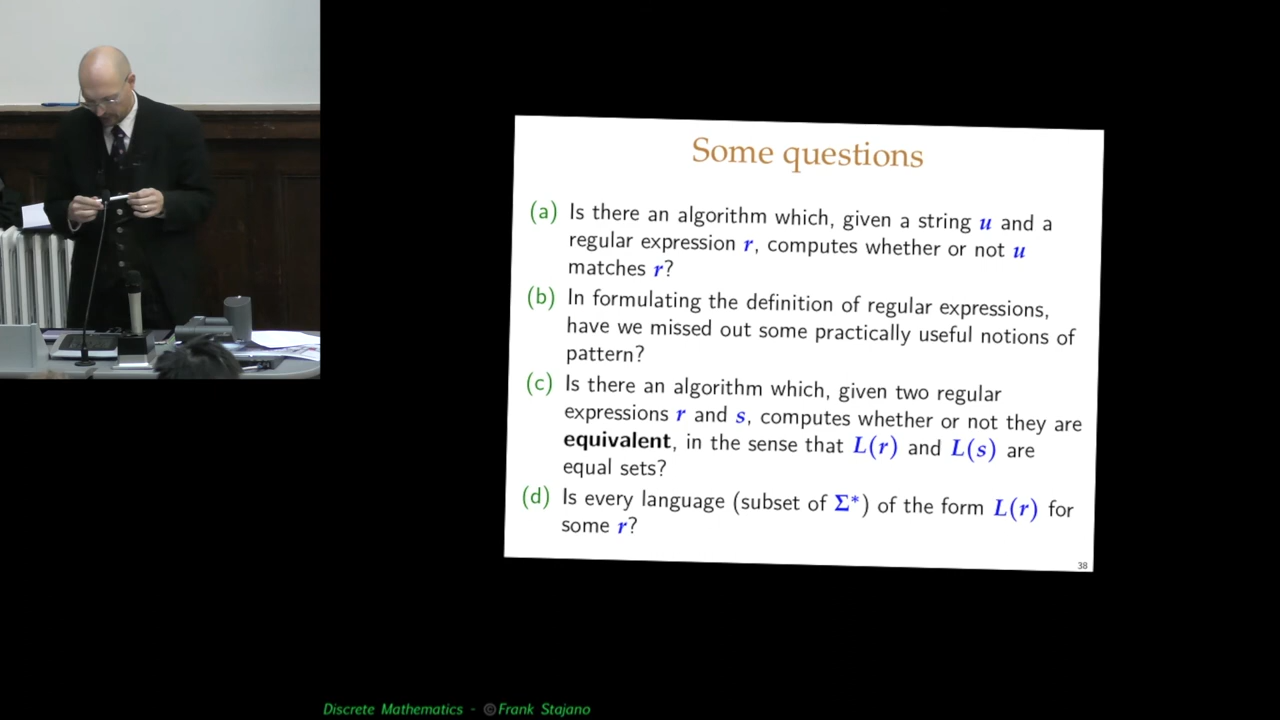 Some questions
(a) Is there an algorithm which, given a string u and a
regular expression r, computes whether or not u
matches r?
(b) In formulating the definition of regular expressions,
have we missed out some practically useful notions of
pattern?
(c) Is there an algorithm which, given two regular
expressions r and s, computes whether or not they are
equivalent, in the sense that L(r) and L(s) are
equal sets?
(d) Is every language (subset of Σ*) of the form L(r) for
some r?
38
Discrete Mathematics - ©Frank Stajano